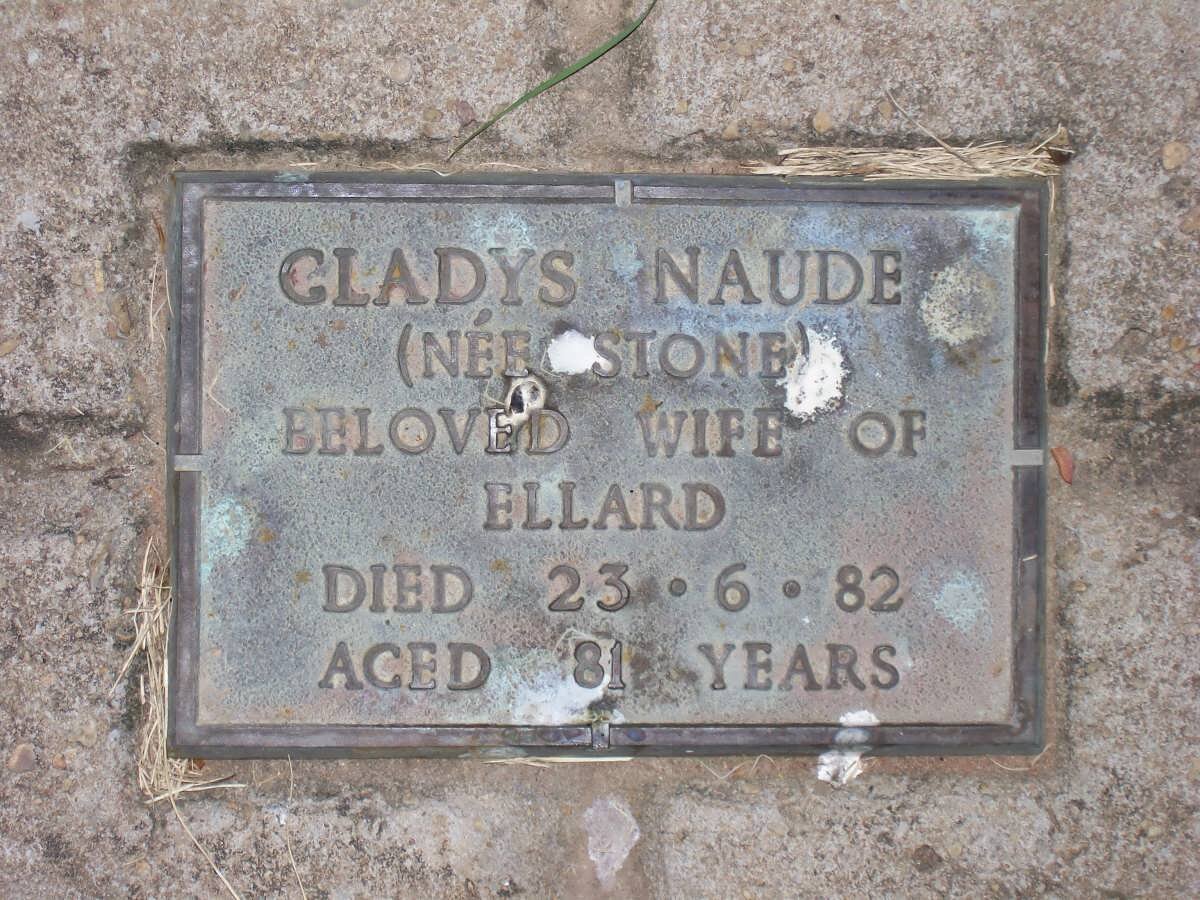 GLADYS NAUDE
(NÉE STONE)
BELOVED WIFE OF
ELLARD
DIED 23 · 6 · 82
AGED 81 YEARS